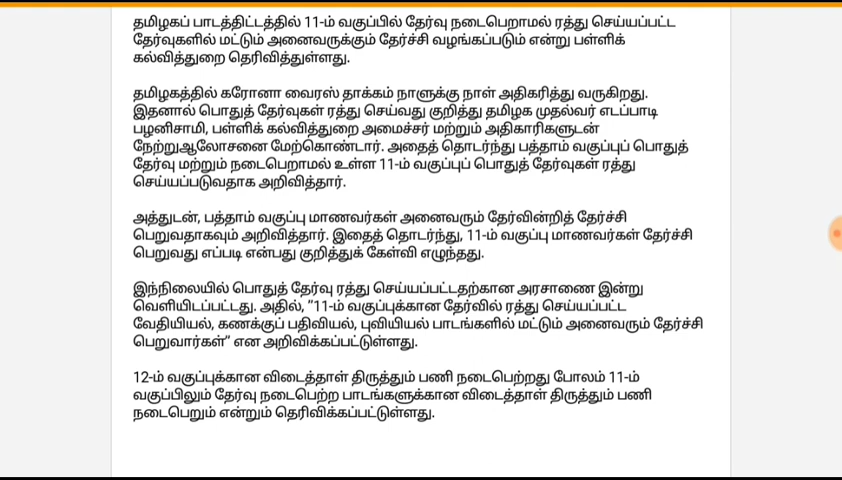 தமிழகப் பாடத்திட்டத்தில் 11-ம் வகுப்பில் தேர்வு நடைபெறாமல் ரத்து செய்யப்பட்ட
தேர்வுகளில் மட்டும் அனைவருக்கும் தேர்ச்சி வழங்கப்படும் என்று பள்ளிக்
கல்வித்துறை தெரிவித்துள்ளது.
தமிழகத்தில் கரோனா வைரஸ் தாக்கம் நாளுக்கு நாள் அதிகரித்து வருகிறது.
இதனால் பொதுத் தேர்வுகள் ரத்து செய்வது குறித்து தமிழக முதல்வர் எடப்பாடி
பழனிசாமி, பள்ளிக் கல்வித்துறை அமைச்சர் மற்றும் அதிகாரிகளுடன்
நேற்றுஆலோசனை மேற்கொண்டார். அதைத் தொடர்ந்து பத்தாம் வகுப்புப் பொதுத்
தேர்வு மற்றும் நடைபெறாமல் உள்ள 11-ம் வகுப்புப் பொதுத் தேர்வுகள் ரத்து
செய்யப்படுவதாக அறிவித்தார்.
அத்துடன், பத்தாம் வகுப்பு மாணவர்கள் அனைவரும் தேர்வின்றித் தேர்ச்சி
பெறுவதாகவும் அறிவித்தார். இதைத் தொடர்ந்து, 11-ம் வகுப்பு மாணவர்கள் தேர்ச்சி
பெறுவது எப்படி என்பது குறித்துக் கேள்வி எழுந்தது.
இந்நிலையில் பொதுத் தேர்வு ரத்து செய்யப்பட்டதற்கான அரசாணை இன்று
வெளியிடப்பட்டது. அதில், "11-ம் வகுப்புக்கான தேர்வில் ரத்து செய்யப்பட்ட
வேதியியல், கணக்குப் பதிவியல், புவியியல் பாடங்களில் மட்டும் அனைவரும் தேர்ச்சி
பெறுவார்கள்" என அறிவிக்கப்பட்டுள்ளது.
12-ம் வகுப்புக்கான விடைத்தாள் திருத்தும் பணி நடைபெற்றது போலம் 11-ம்
வகுப்பிலும் தேர்வு நடைபெற்ற பாடங்களுக்கான விடைத்தாள் திருத்தும் பணி
நடைபெறும் என்றும் தெரிவிக்கப்பட்டுள்ளது.